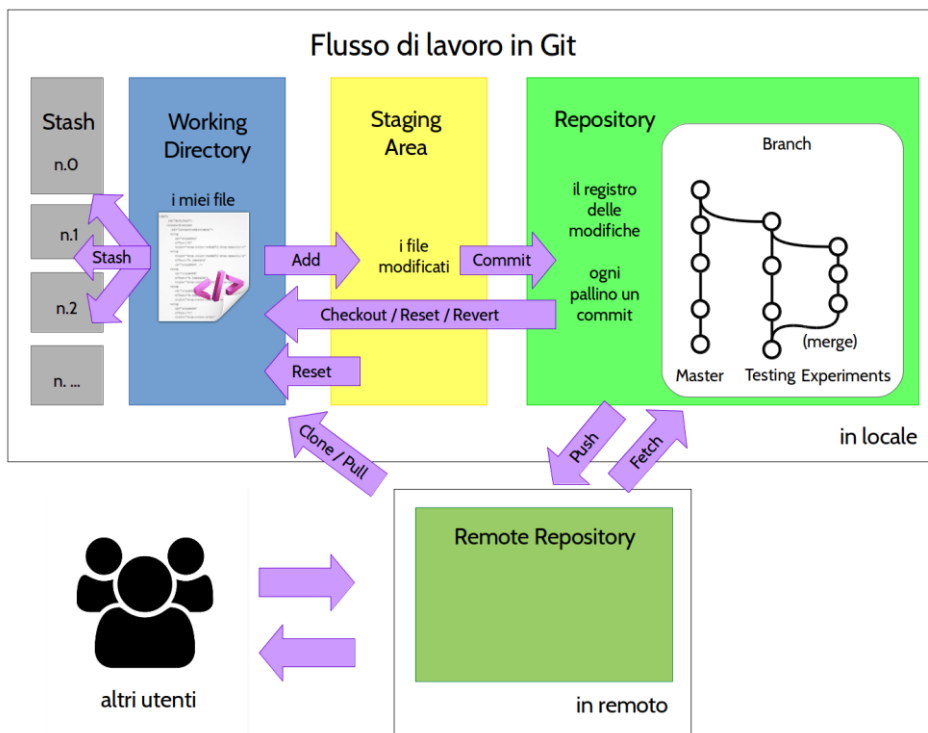 Flusso di lavoro in Git
Stash
n.0
n.1
Stash
n.2
n. ...
Working
Directory
i miei file
</>
Add
Staging
Area
i file
modificati
Commit
Checkout / Reset / Revert
Reset
Repository
il registro
delle
modifiche
ogni
pallino un
commit
Branch
(merge)
Master
Testing
Experiments
in locale
Clone / Pull
Push
Fetch
Remote Repository
in remoto
altri utenti